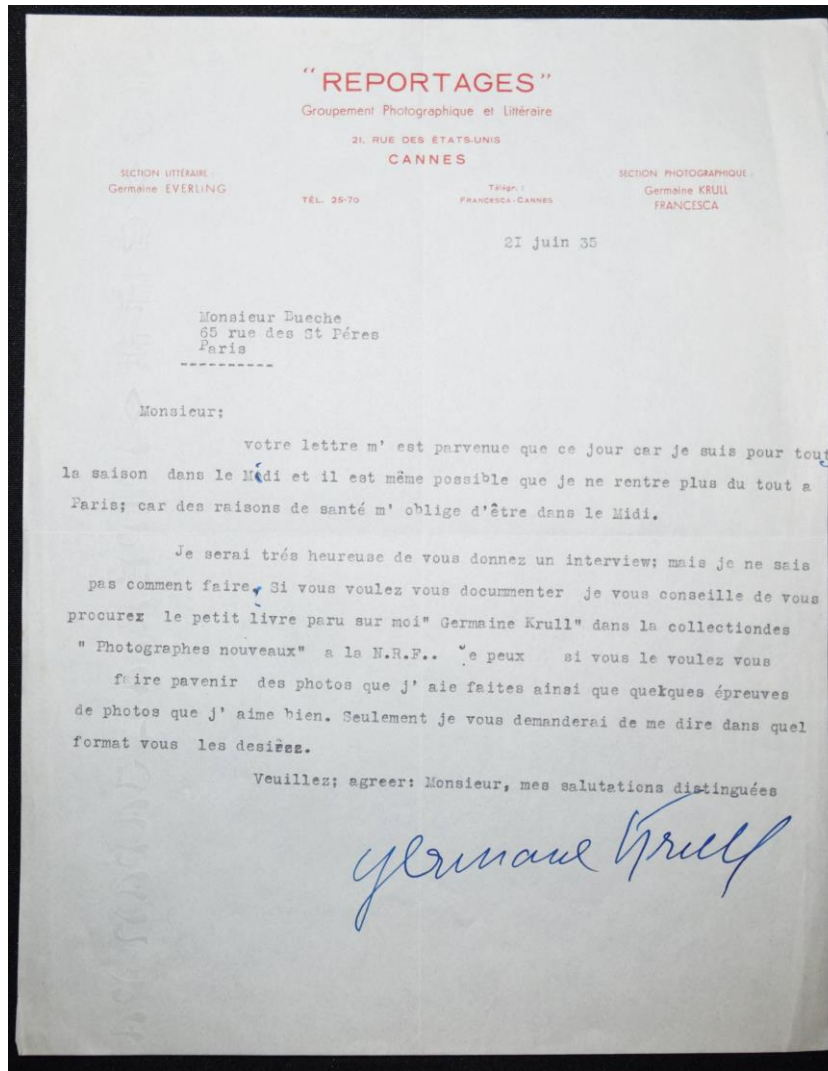 "REPORTAGES"
Groupement Photographique et Littéraire
21, RUE DES ÉTATS-UNIS
CANNES
SECTION LITTÉRAIRE :
Germaine EVERLING
TÉL. 25-70
Télégr. :
FRANCESCA-CANNES
SECTION PHOTOGRAPHIQUE :
Germaine KRULL
FRANCESCA
2I juin 35
Monsieur Dueche
65 rue des St Péres
Paris
----------
Monsieur;
votre lettre m' est parvenue que ce jour car je suis pour tout
la saison dans le Midi et il est même possible que je ne rentre plus du tout a
Paris; car des raisons de santé m' oblige d'être dans le Midi.
Je serai trés heureuse de vous donnez un interview; mais je ne sais
pas comment faire, Si vous voulez vous docummenter je vous conseille de vous
procurez le petit livre paru sur moi" Germaine Krull" dans la collectiondes
" Photographes nouveaux" a la N.R.F.. Je peux si vous le voulez vous
faire pavenir des photos que j' aie faites ainsi que quelques épreuves
de photos que j' aime bien. Seulement je vous demanderai de me dire dans quel
format vous les desirez.
Veuillez; agreer: Monsieur, mes salutations distinguées
Germaine Krull